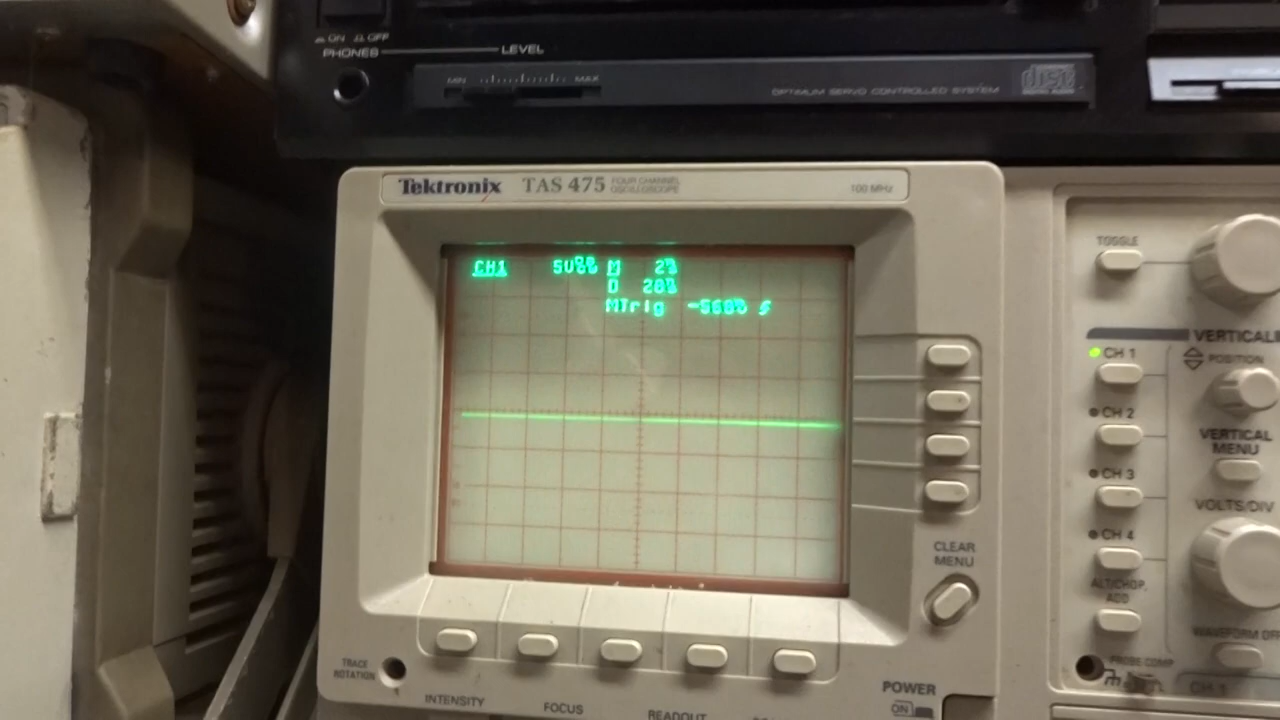 ON OFF
PHONES LEVEL
MIN MAX
disc
OPTIMUM SERVO CONTROLLED SYSTEM
Tektronix TAS 475 FOUR CHANNEL
OSCILLOSCOPE
100 MHz
CH1 M
D
MTrig
TOGGLE
VERTICAL
CH 1
POSITION
CH 2
VERTICAL
MENU
CH 3
VOLTS/DIV
CH 4
CLEAR
MENU
ALT/CHOP
ADD
WAVEFORM
PROBE COMP
TRACE
ROTATION
INTENSITY
FOCUS
READOUT
POWER
ON
CH 1